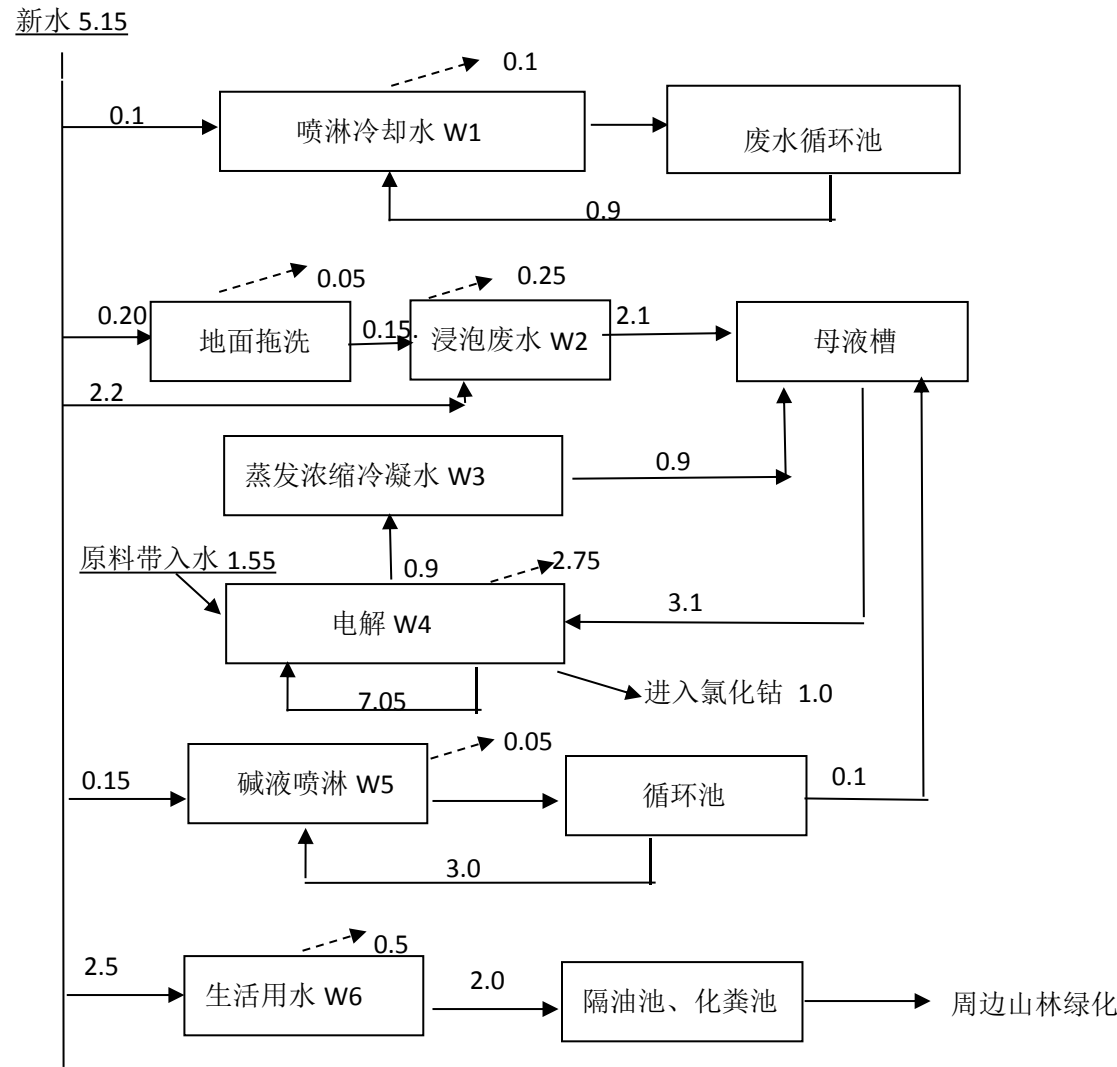 新水 5.15
0.1
0.1
喷淋冷却水 W1
废水循环池
0.9
0.05
0.25
0.20
地面拖洗
0.15.
浸泡废水 W2
2.1
母液槽
2.2
蒸发浓缩冷凝水 W3
0.9
原料带入水 1.55
0.9
2.75
电解 W4
3.1
7.05
进入氯化钴 1.0
0.05
0.15
碱液喷淋 W5
循环池
0.1
3.0
0.5
2.5
生活用水 W6
2.0
隔油池、化粪池
周边山林绿化